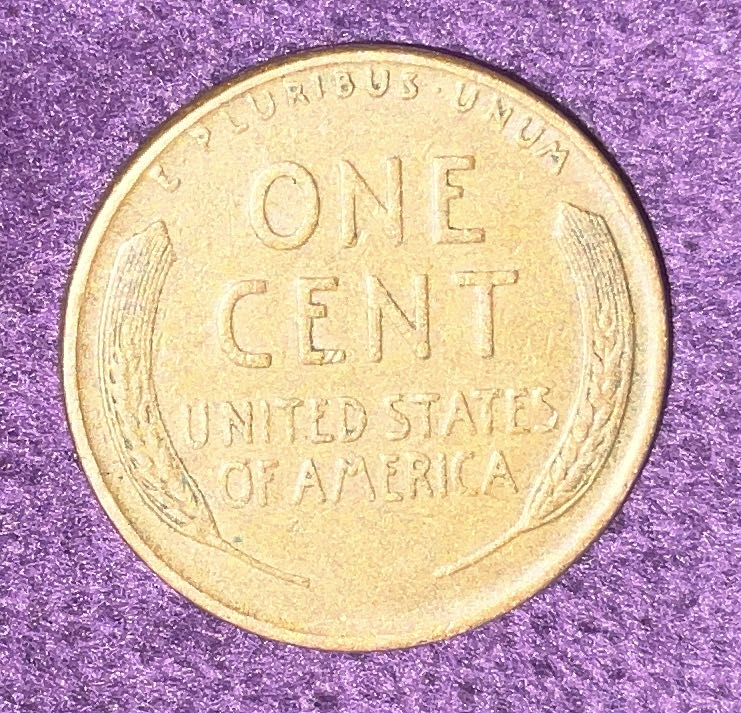 E · PLURIBUS · UNUM
ONE
CENT
UNITED STATES
OF AMERICA